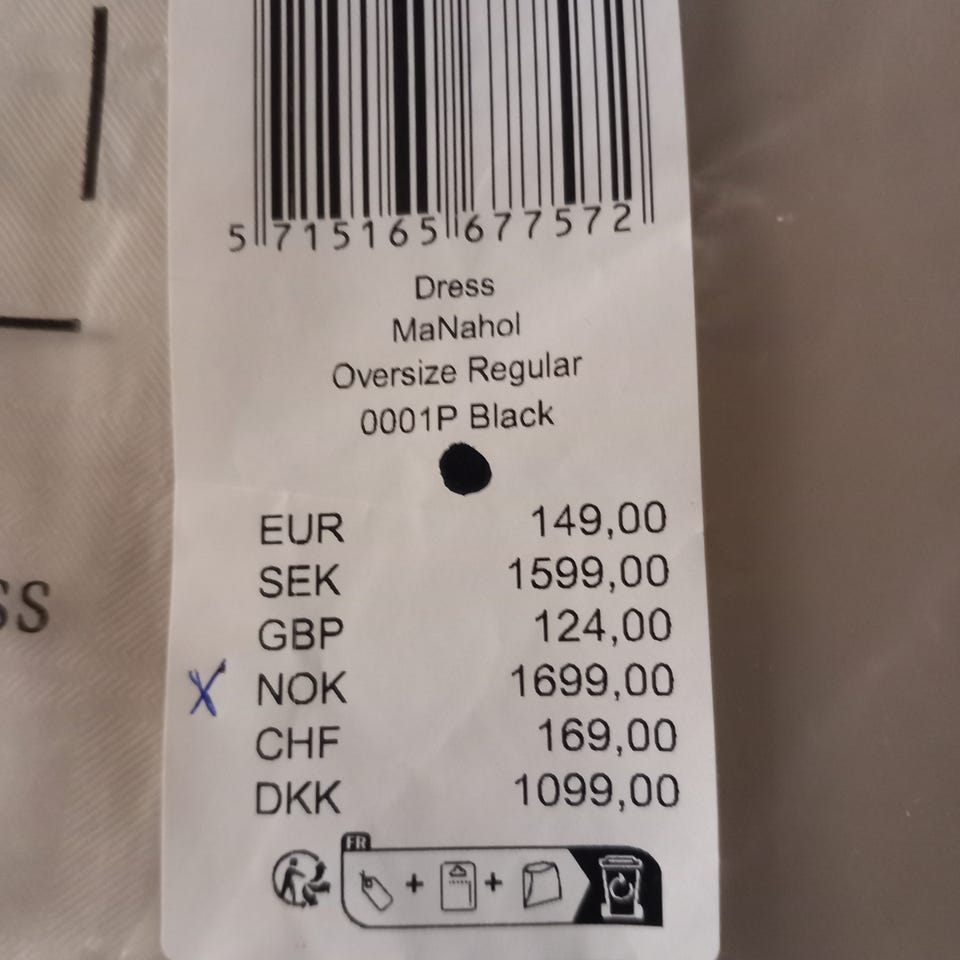 5 715165 677572
Dress
MaNahol
Oversize Regular
0001P Black
EUR 149,00
SEK 1599,00
GBP 124,00
X NOK 1699,00
CHF 169,00
DKK 1099,00
FR